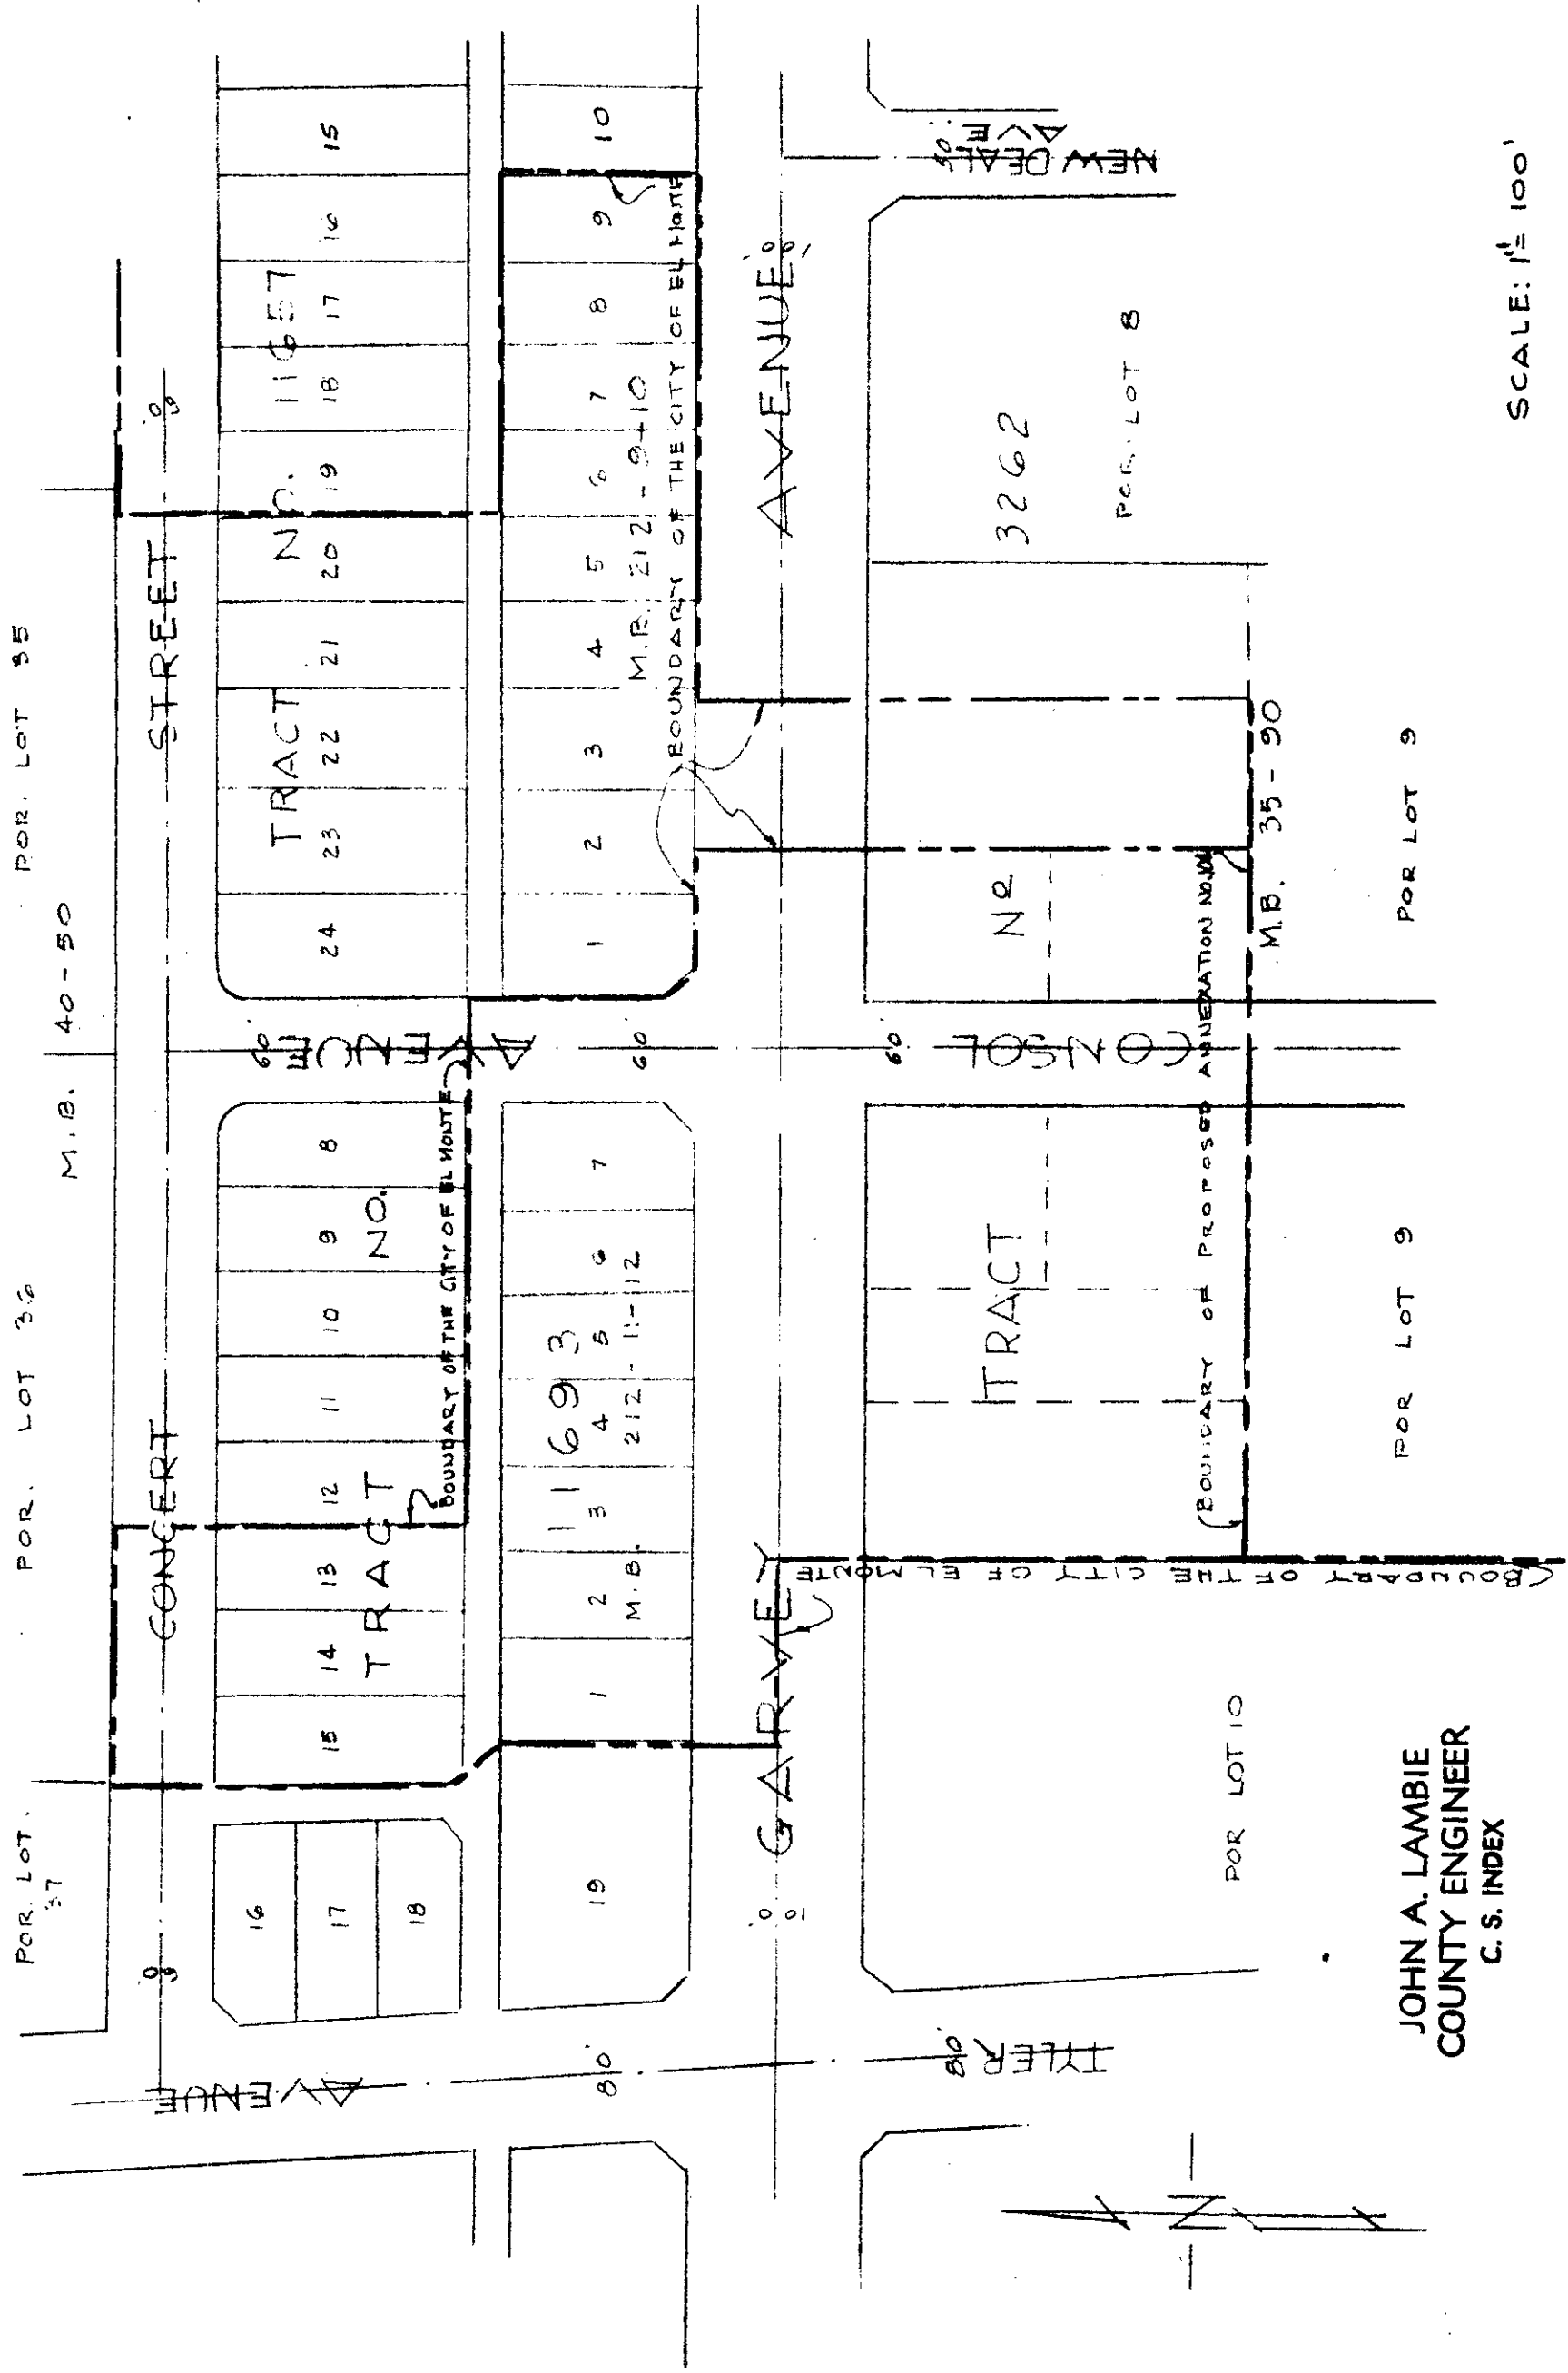 POR. LOT.
37
POR. LOT 36
M.B. 40-50
POR. LOT 35
CONCERT STREET
AVENUE
16
17
18
15
14
13
12
11
10
9
8
TRACT NO.
BOUNDARY OF THE CITY OF EL MONTE
60'
AVENUE
24
23
22
21
20
19
18
17
16
15
TRACT NO. 11657
19
1
2
3
4
5
6
7
11693
M.B. 212-11-12
80'
60'
1
2
3
4
5
6
7
8
9
10
M.B. 212-9+10
BOUNDARY OF THE CITY OF EL MONTE
GARVEY AVENUE
80'
TYLER
BOUNDARY OF THE CITY OF EL MONTE
60'
CONSOL
NEW DEAL
AVE
50'
TRACT Nº 3262
POR. LOT 8
BOUNDARY OF PROPOSED ANNEXATION NO.
M.B. 35-90
POR LOT 10
POR LOT 9
POR LOT 9
N
SCALE: 1"= 100'
JOHN A. LAMBIE
COUNTY ENGINEER
C. S. INDEX